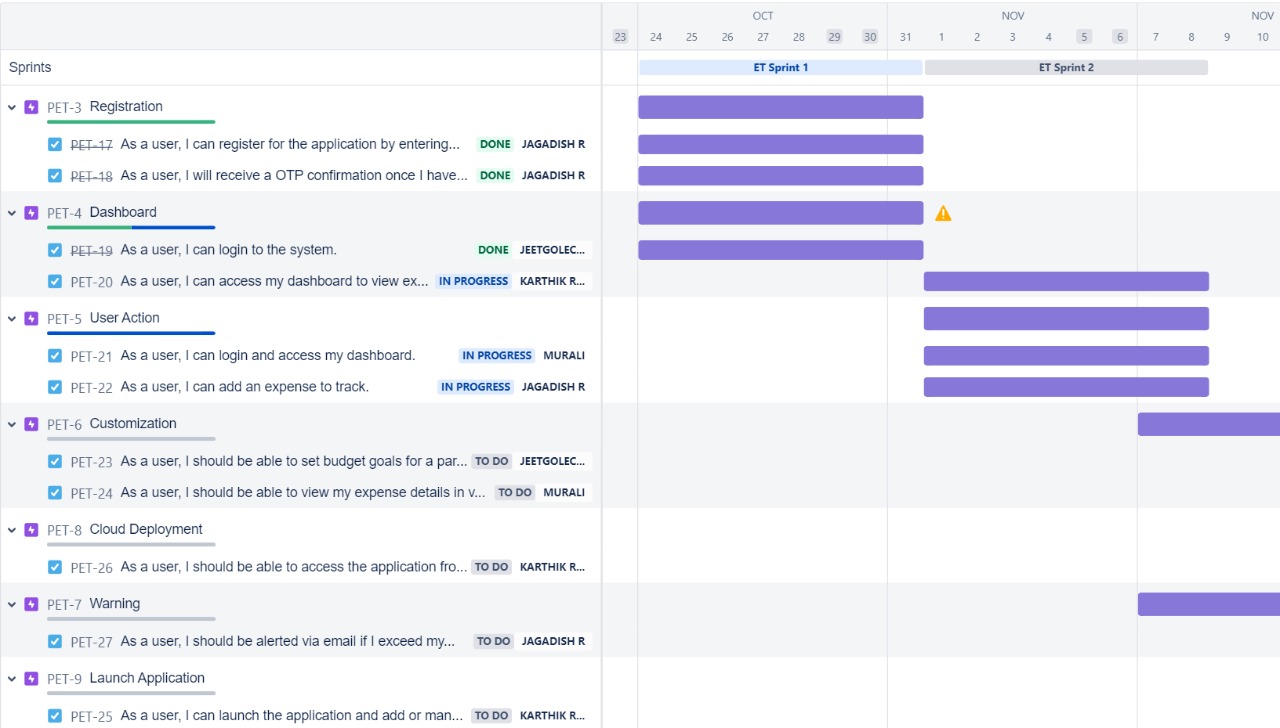 OCT NOV NOV
23 24 25 26 27 28 29 30 31 1 2 3 4 5 6 7 8 9 10
Sprints ET Sprint 1 ET Sprint 2
PET-3 Registration
PET-17 As a user, I can register for the application by entering... DONE JAGADISH R
PET-18 As a user, I will receive a OTP confirmation once I have... DONE JAGADISH R
PET-4 Dashboard
PET-19 As a user, I can login to the system. DONE JEETGOLEC...
PET-20 As a user, I can access my dashboard to view ex... IN PROGRESS KARTHIK R...
PET-5 User Action
PET-21 As a user, I can login and access my dashboard. IN PROGRESS MURALI
PET-22 As a user, I can add an expense to track. IN PROGRESS JAGADISH R
PET-6 Customization
PET-23 As a user, I should be able to set budget goals for a par... TO DO JEETGOLEC...
PET-24 As a user, I should be able to view my expense details in v... TO DO MURALI
PET-8 Cloud Deployment
PET-26 As a user, I should be able to access the application fro... TO DO KARTHIK R...
PET-7 Warning
PET-27 As a user, I should be alerted via email if I exceed my... TO DO JAGADISH R
PET-9 Launch Application
PET-25 As a user, I can launch the application and add or man... TO DO KARTHIK R...